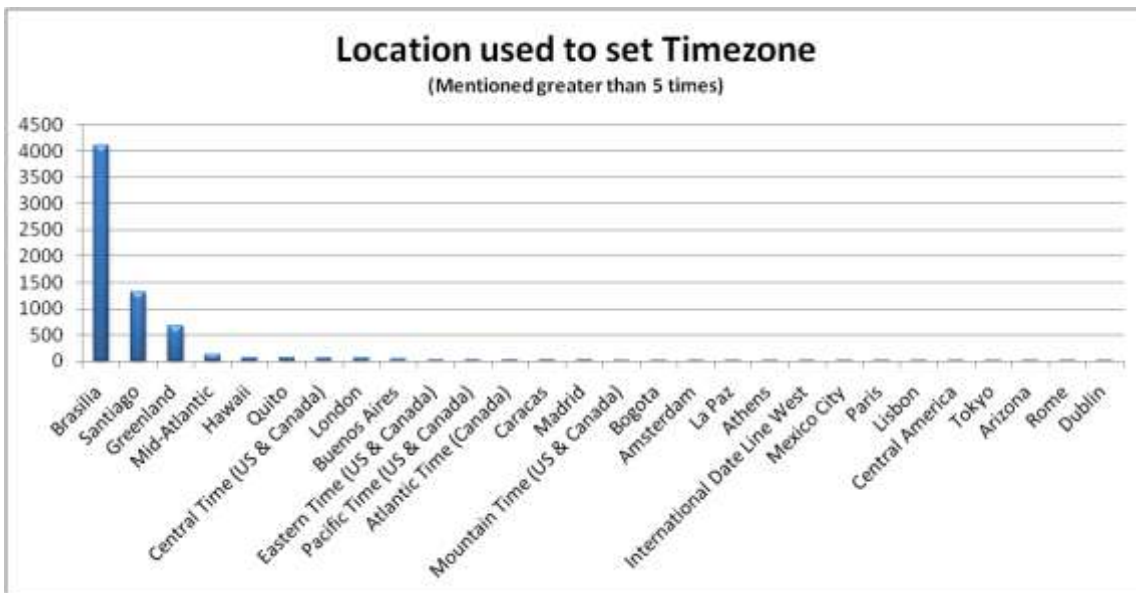 Location used to set Timezone
(Mentioned greater than 5 times)
4500
4000
3500
3000
2500
2000
1500
1000
500
0
Brasilia
Santiago
Greenland
Mid-Atlantic
Hawaii
Quito
Central Time (US & Canada)
London
Buenos Aires
Eastern Time (US & Canada)
Pacific Time (US & Canada)
Atlantic Time (Canada)
Caracas
Madrid
Mountain Time (US & Canada)
Bogota
Amsterdam
La Paz
Athens
International Date Line West
Mexico City
Paris
Lisbon
Central America
Tokyo
Arizona
Rome
Dublin